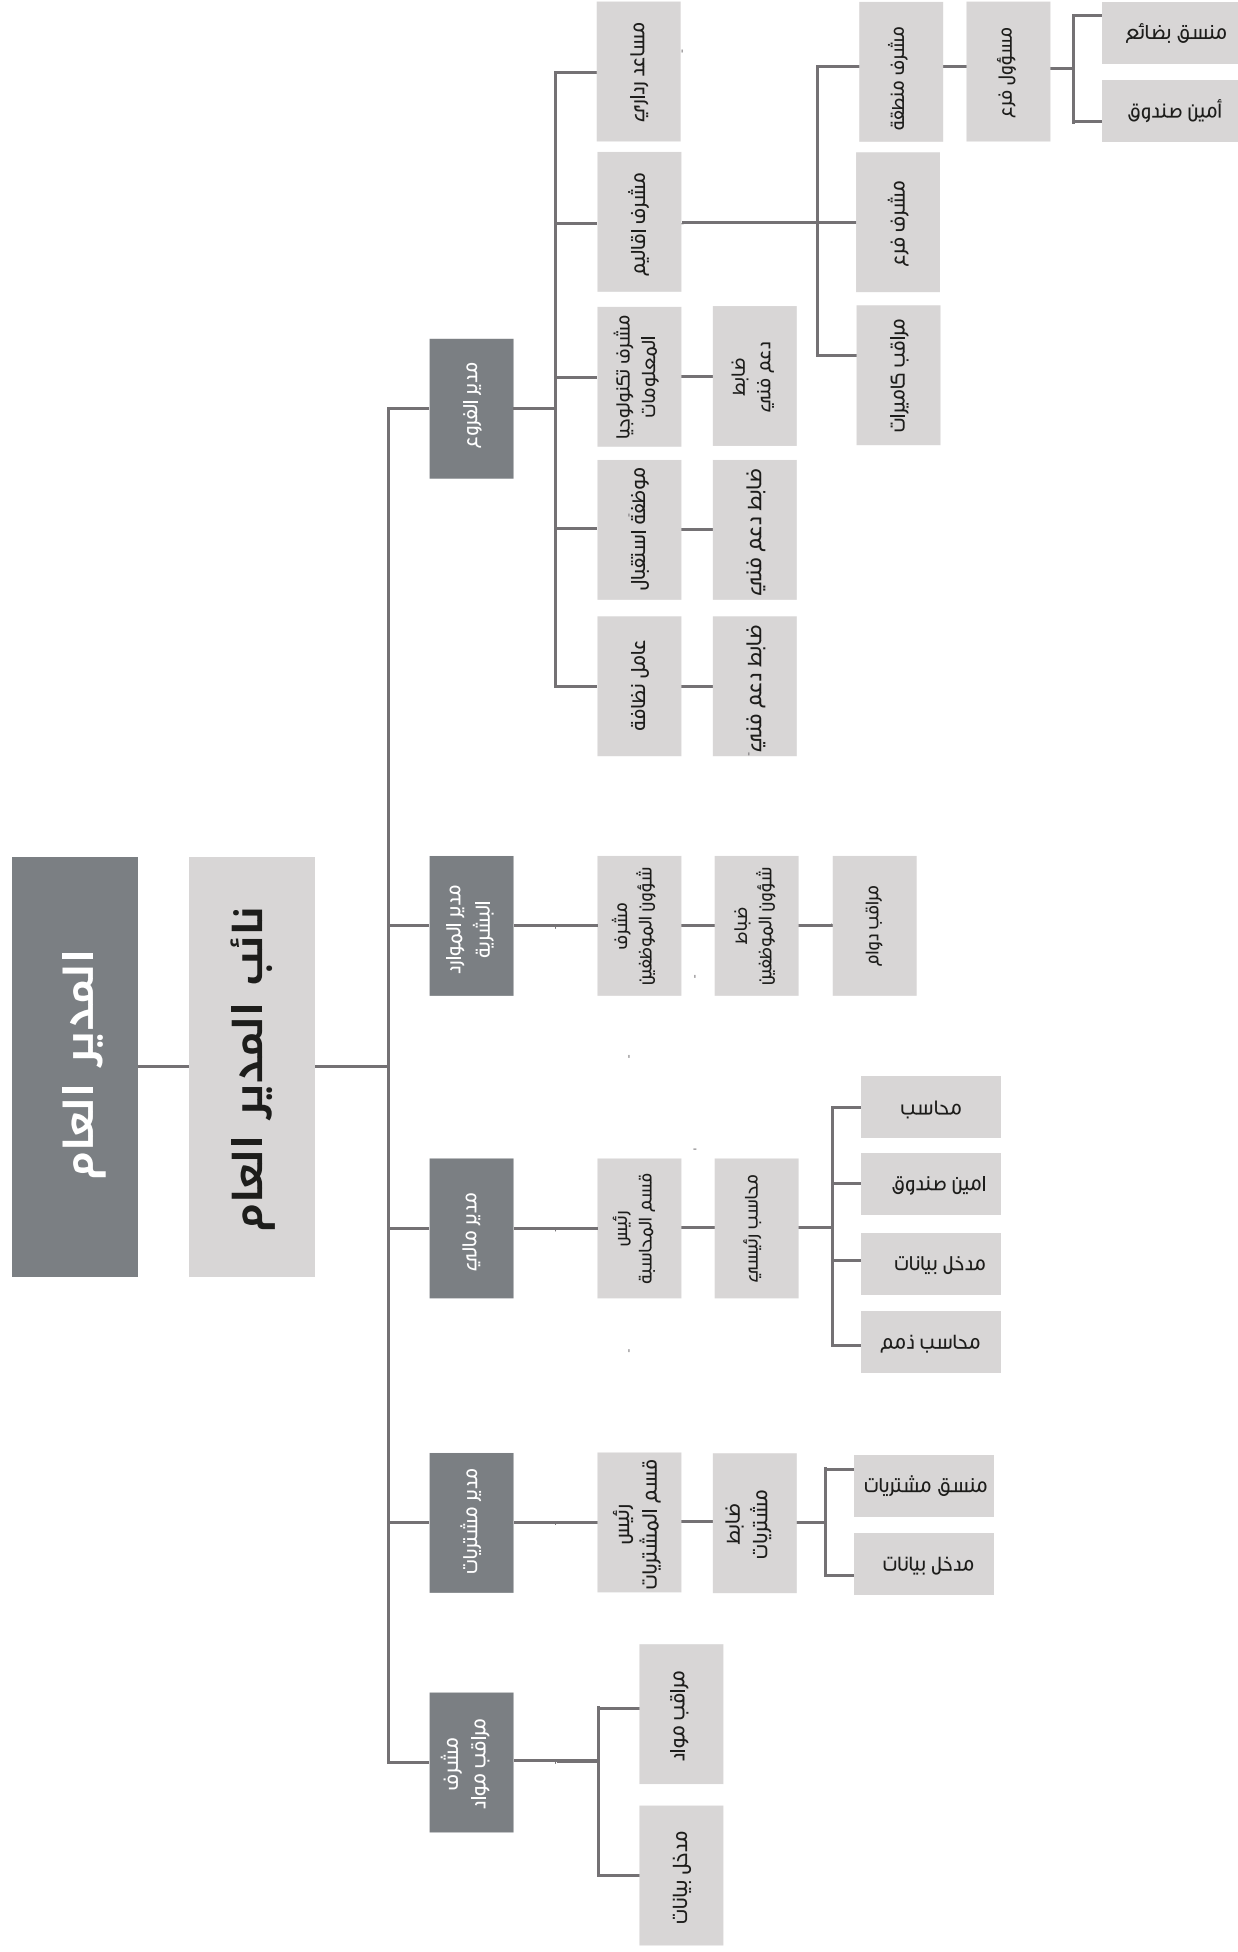 المدير العام
نائب المدير العام
مدير الفروع
مساعد رداري
مشرف اقاليم
مشرف منطقة
مسؤول فرع
منسق بضائع
أمين صندوق
مشرف فرع
مراقب كاميرات
مشرف تكنولوجيا
المعلومات
ضابط
دعم فني
موظفة استقبال
ضابط دعم فني
عامل نظافة
ضابط دعم فني
مدير الموارد
البشرية
مشرف
شؤون الموظفين
ضباط
شؤون الموظفين
مراقب دوام
مدير مالي
رئيس
قسم المحاسبة
محاسب رئيسي
محاسب
امين صندوق
مدخل بيانات
محاسب ذمم
مدير مشتريات
رئيس
قسم المشتريات
ضابط
مشتريات
منسق مشتريات
مدخل بيانات
مشرف
مراقب مواد
مراقب مواد
مدخل بيانات